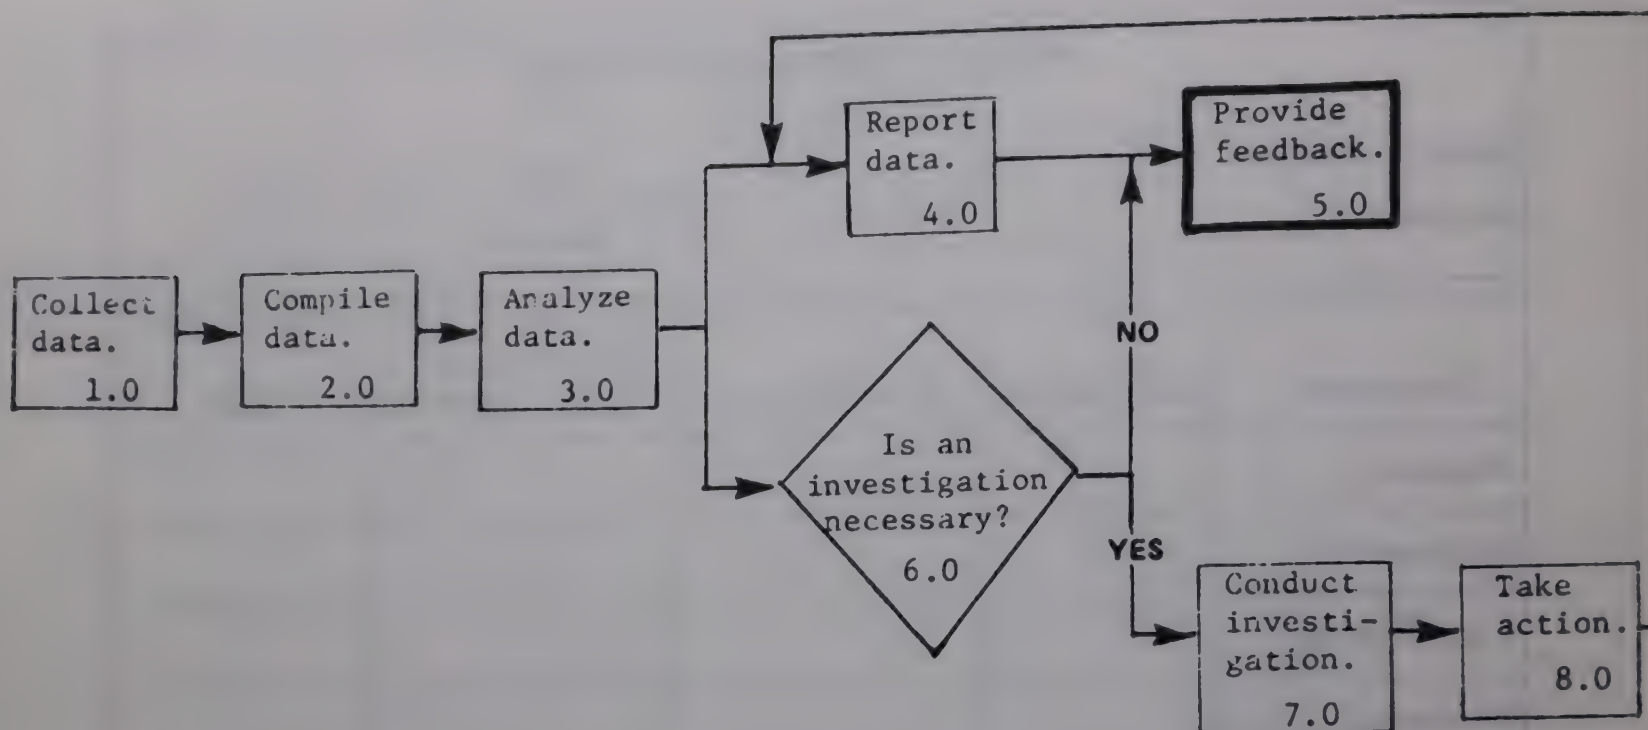 Report
data.
4.0
Provide
feedback.
5.0
Collect
data.
1.0
Compile
data.
2.0
Analyze
data.
3.0
NO
Is an
investigation
necessary?
6.0
YES
Conduct
investi-
gation.
7.0
Take
action.
8.0